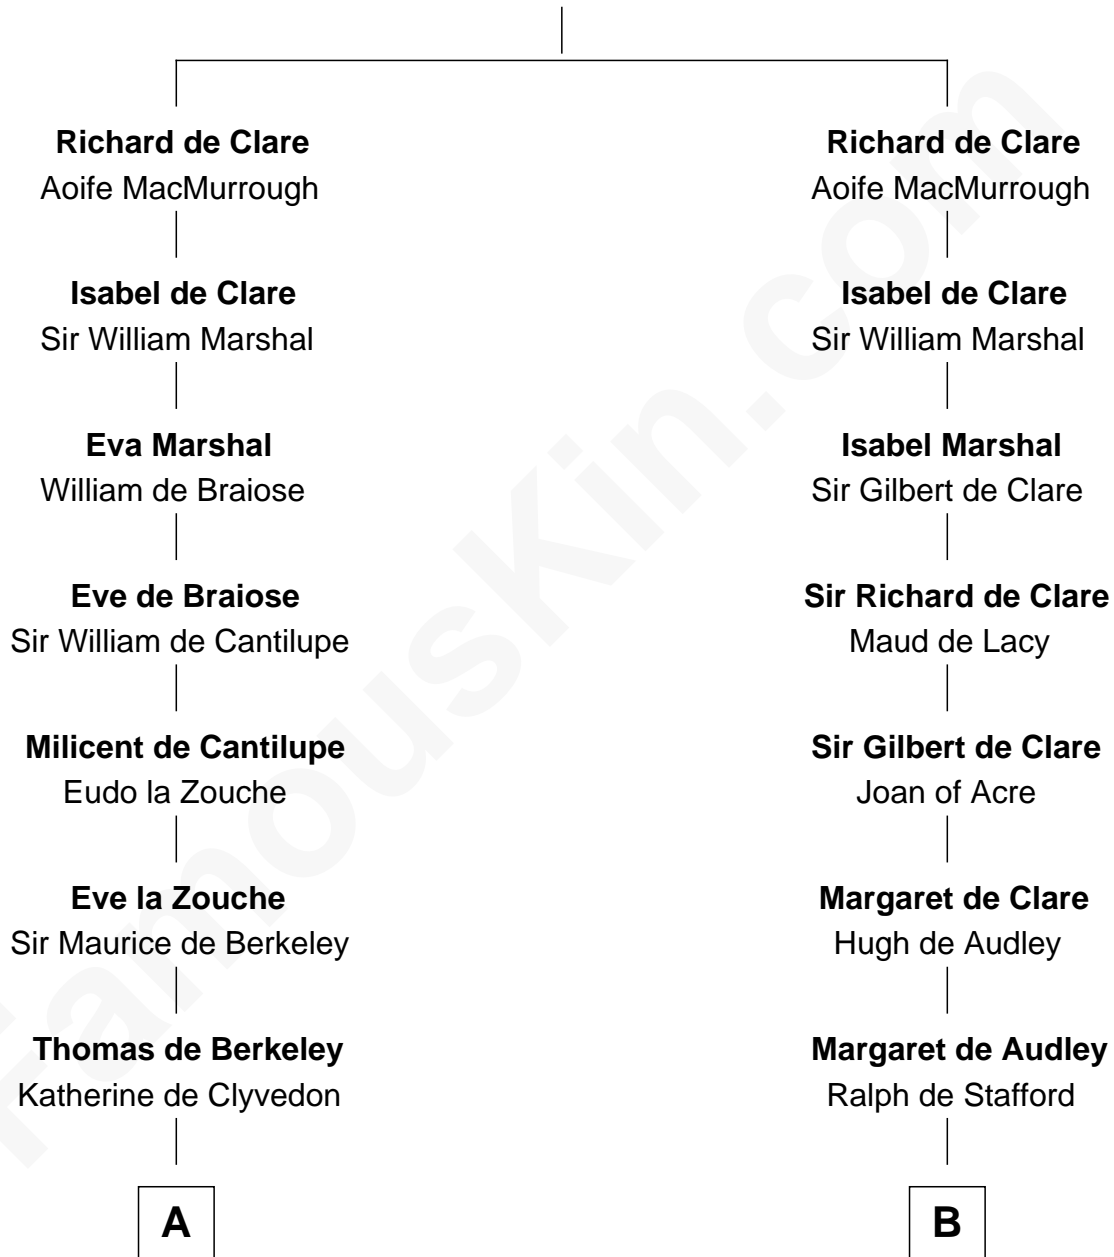 Richard de Clare
Aoife MacMurrough
Isabel de Clare
Sir William Marshal
Eva Marshal
William de Braiose
Eve de Braiose
Sir William de Cantilupe
Milicent de Cantilupe
Eudo la Zouche
Eve la Zouche
Sir Maurice de Berkeley
Thomas de Berkeley
Katherine de Clyvedon
A
Richard de Clare
Aoife MacMurrough
Isabel de Clare
Sir William Marshal
Isabel Marshal
Sir Gilbert de Clare
Sir Richard de Clare
Maud de Lacy
Sir Gilbert de Clare
Joan of Acre
Margaret de Clare
Hugh de Audley
Margaret de Audley
Ralph de Stafford
B
FamousKin.com